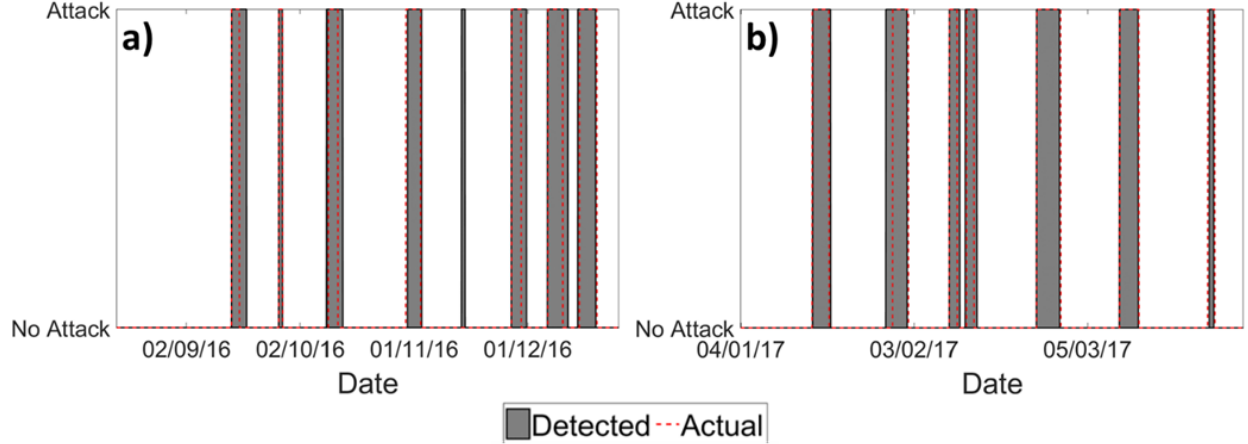 Attack
a)
No Attack
02/09/16 02/10/16 01/11/16 01/12/16
Date
Attack
b)
No Attack
04/01/17 03/02/17 05/03/17
Date
Detected Actual